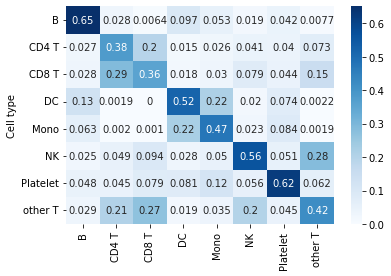 B 0.65 0.028 0.0064 0.097 0.053 0.019 0.042 0.0077
CD4 T 0.027 0.38 0.2 0.015 0.026 0.041 0.04 0.073
CD8 T 0.028 0.29 0.36 0.018 0.03 0.079 0.044 0.15
DC 0.13 0.0019 0 0.52 0.22 0.02 0.074 0.0022
Mono 0.063 0.002 0.001 0.22 0.47 0.023 0.084 0.0019
NK 0.025 0.049 0.094 0.028 0.05 0.56 0.051 0.28
Platelet 0.048 0.045 0.079 0.081 0.12 0.056 0.62 0.062
other T 0.029 0.21 0.27 0.019 0.035 0.2 0.045 0.42
B CD4 T CD8 T DC Mono NK Platelet other T
Cell type
0.6
0.5
0.4
0.3
0.2
0.1
0.0